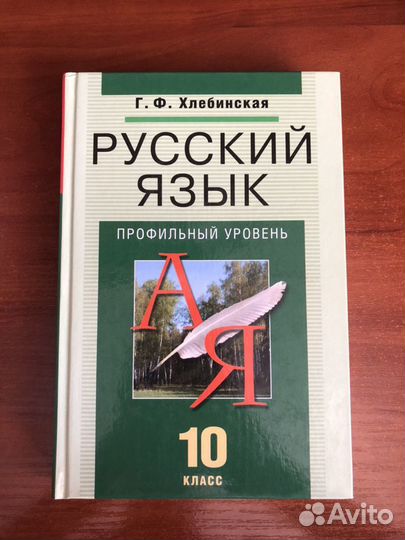 Г. Ф. Хлебинская
РУССКИЙ
ЯЗЫК
ПРОФИЛЬНЫЙ УРОВЕНЬ
А
Я
10
КЛАСС
Avito